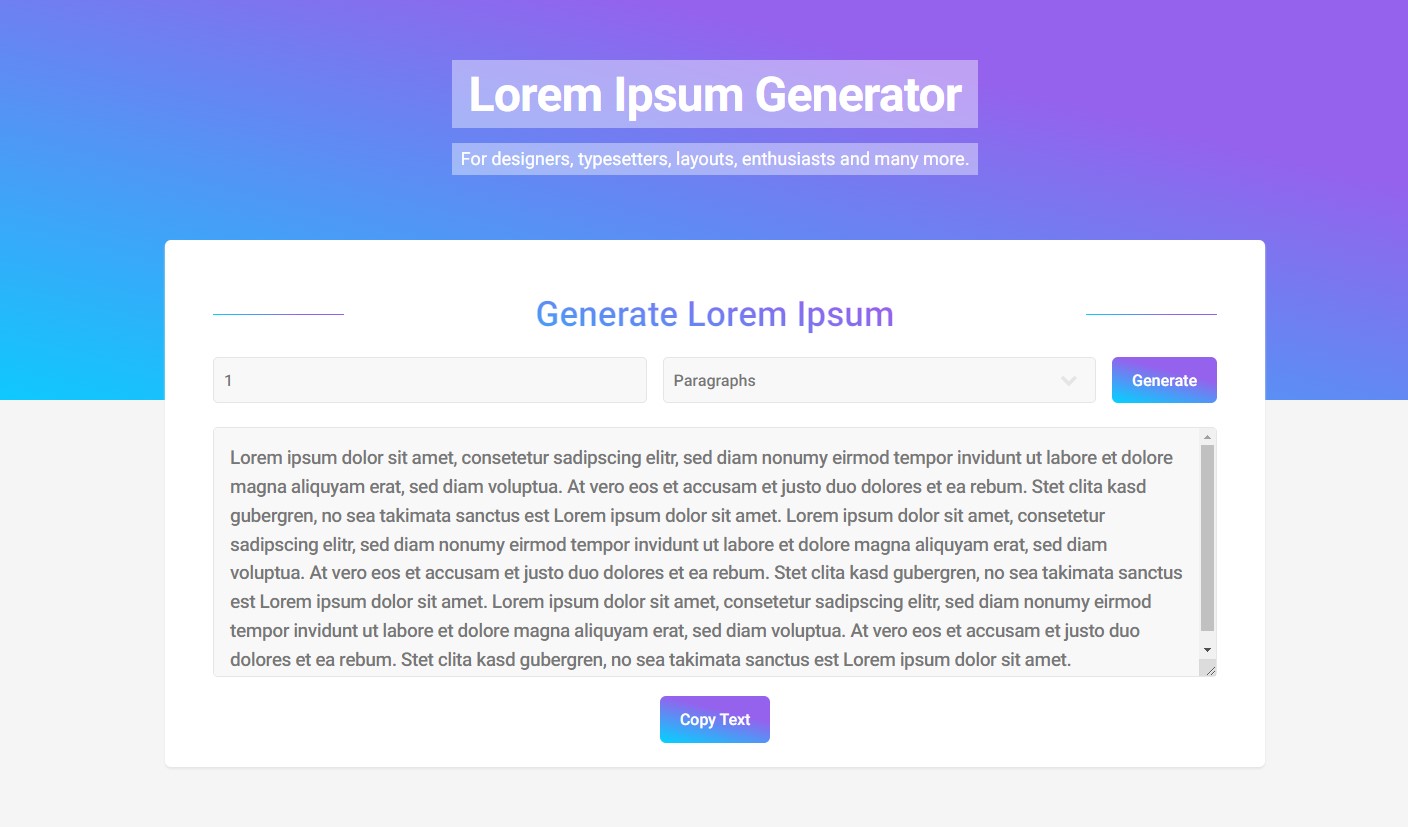 Lorem Ipsum Generator
For designers, typesetters, layouts, enthusiasts and many more.
Generate Lorem Ipsum
1
Paragraphs
Generate
Lorem ipsum dolor sit amet, consetetur sadipscing elitr, sed diam nonumy eirmod tempor invidunt ut labore et dolore
magna aliquyam erat, sed diam voluptua. At vero eos et accusam et justo duo dolores et ea rebum. Stet clita kasd
gubergren, no sea takimata sanctus est Lorem ipsum dolor sit amet. Lorem ipsum dolor sit amet, consetetur
sadipscing elitr, sed diam nonumy eirmod tempor invidunt ut labore et dolore magna aliquyam erat, sed diam
voluptua. At vero eos et accusam et justo duo dolores et ea rebum. Stet clita kasd gubergren, no sea takimata sanctus
est Lorem ipsum dolor sit amet. Lorem ipsum dolor sit amet, consetetur sadipscing elitr, sed diam nonumy eirmod
tempor invidunt ut labore et dolore magna aliquyam erat, sed diam voluptua. At vero eos et accusam et justo duo
dolores et ea rebum. Stet clita kasd gubergren, no sea takimata sanctus est Lorem ipsum dolor sit amet.
Copy Text